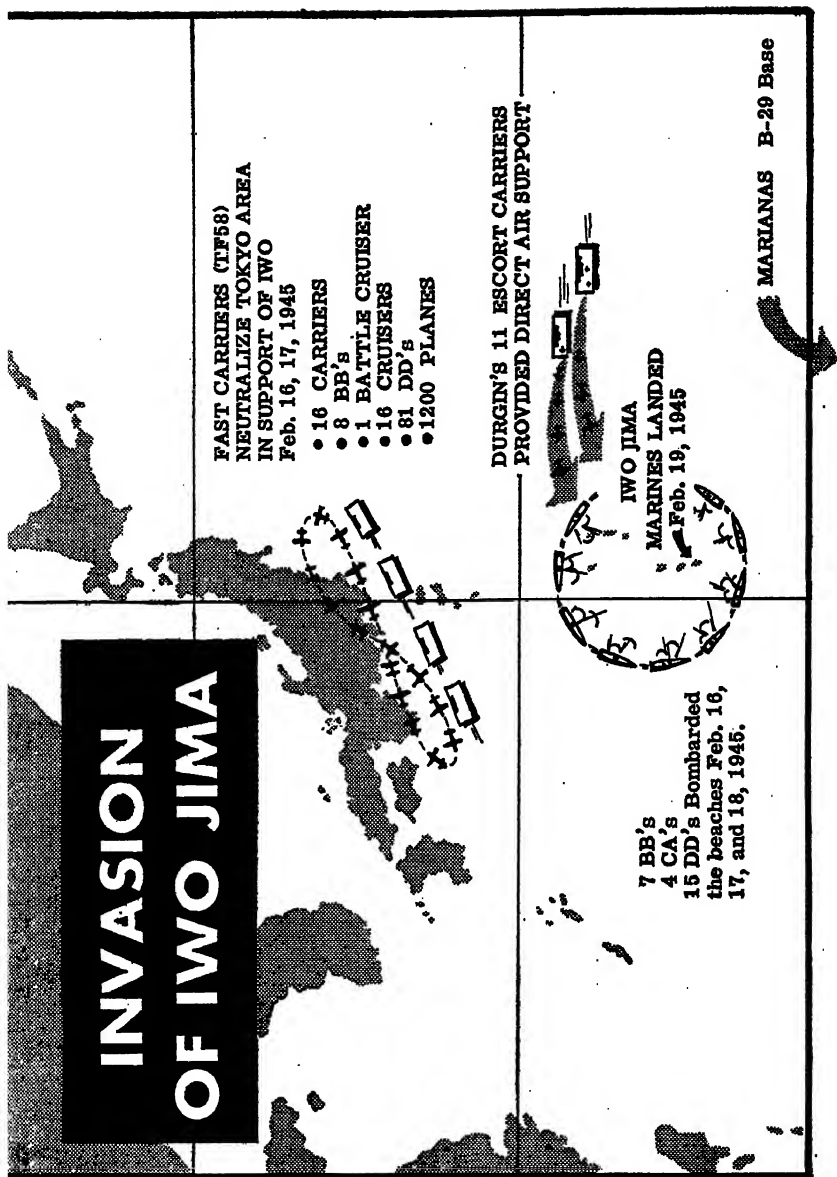 INVASION
OF IWO JIMA
FAST CARRIERS (TF58)
NEUTRALIZE TOKYO AREA
IN SUPPORT OF IWO
Feb. 16, 17, 1945
• 16 CARRIERS
• 8 BB's
• 1 BATTLE CRUISER
• 16 CRUISERS
• 81 DD's
• 1200 PLANES
DURGIN'S 11 ESCORT CARRIERS
PROVIDED DIRECT AIR SUPPORT
IWO JIMA
MARINES LANDED
Feb. 19, 1945
7 BB's
4 CA's
15 DD's Bombarded
the beaches Feb. 16,
17, and 18, 1945.
MARIANAS B-29 Base